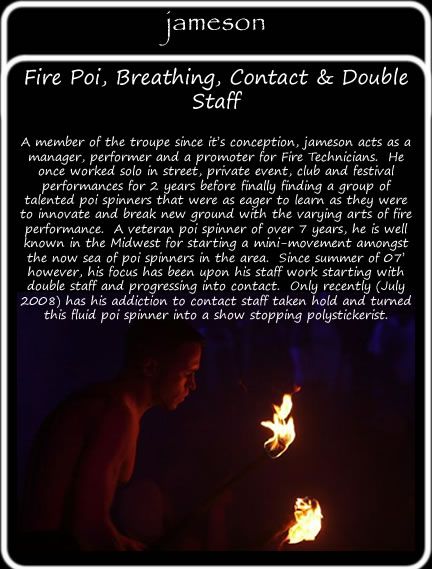 jameson
Fire Poi, Breathing, Contact & Double
Staff
A member of the troupe since it's conception, jameson acts as a
manager, performer and a promoter for Fire Technicians. He
once worked solo in street, private event, club and festival
performances for 2 years before finally finding a group of
talented poi spinners that were as eager to learn as they were
to innovate and break new ground with the varying arts of fire
performance. A veteran poi spinner of over 7 years, he is well
known in the Midwest for starting a mini-movement amongst
the now sea of poi spinners in the area. Since summer of 07'
however, his focus has been upon his staff work starting with
double staff and progressing into contact. Only recently (July
2008) has his addiction to contact staff taken hold and turned
this fluid poi spinner into a show stopping polystickerist.